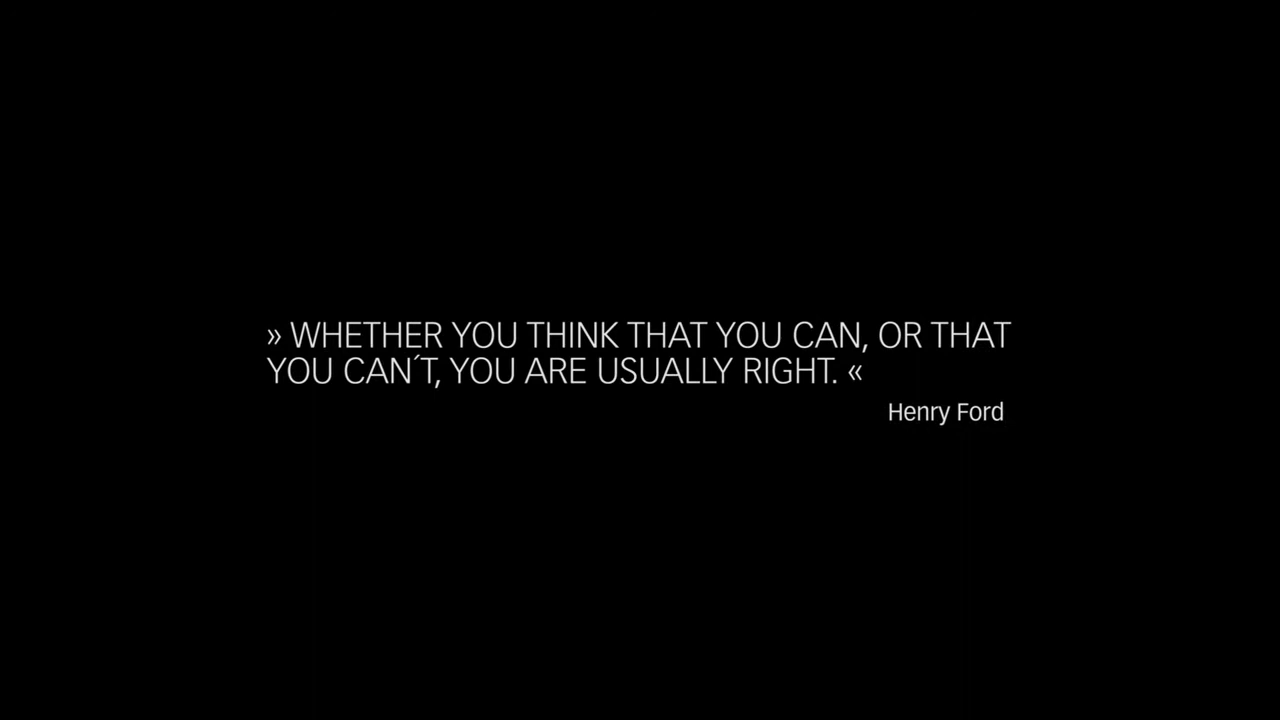 » WHETHER YOU THINK THAT YOU CAN, OR THAT
YOU CAN´T, YOU ARE USUALLY RIGHT. «
Henry Ford